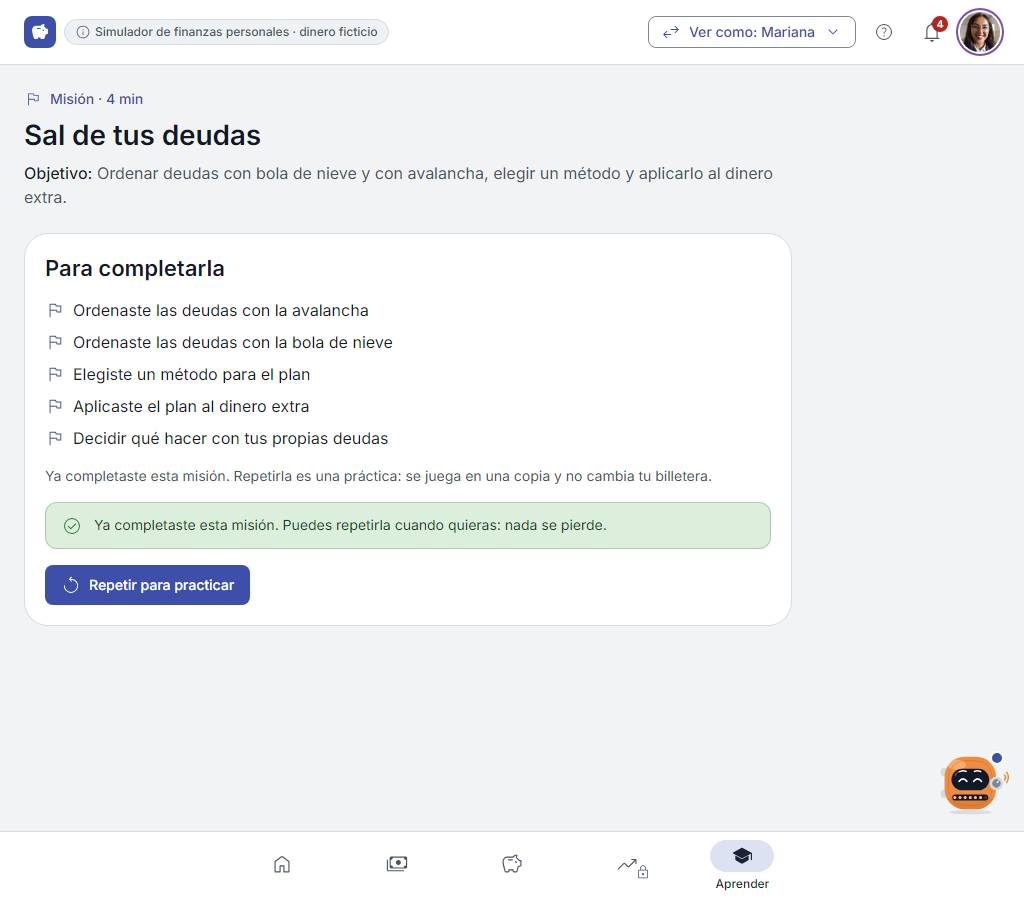 Simulador de finanzas personales · dinero ficticio
Ver como: Mariana
4
Misión · 4 min
Sal de tus deudas
Objetivo: Ordenar deudas con bola de nieve y con avalancha, elegir un método y aplicarlo al dinero
extra.
Para completarla
Ordenaste las deudas con la avalancha
Ordenaste las deudas con la bola de nieve
Elegiste un método para el plan
Aplicaste el plan al dinero extra
Decidir qué hacer con tus propias deudas
Ya completaste esta misión. Repetirla es una práctica: se juega en una copia y no cambia tu billetera.
Ya completaste esta misión. Puedes repetirla cuando quieras: nada se pierde.
Repetir para practicar
Aprender